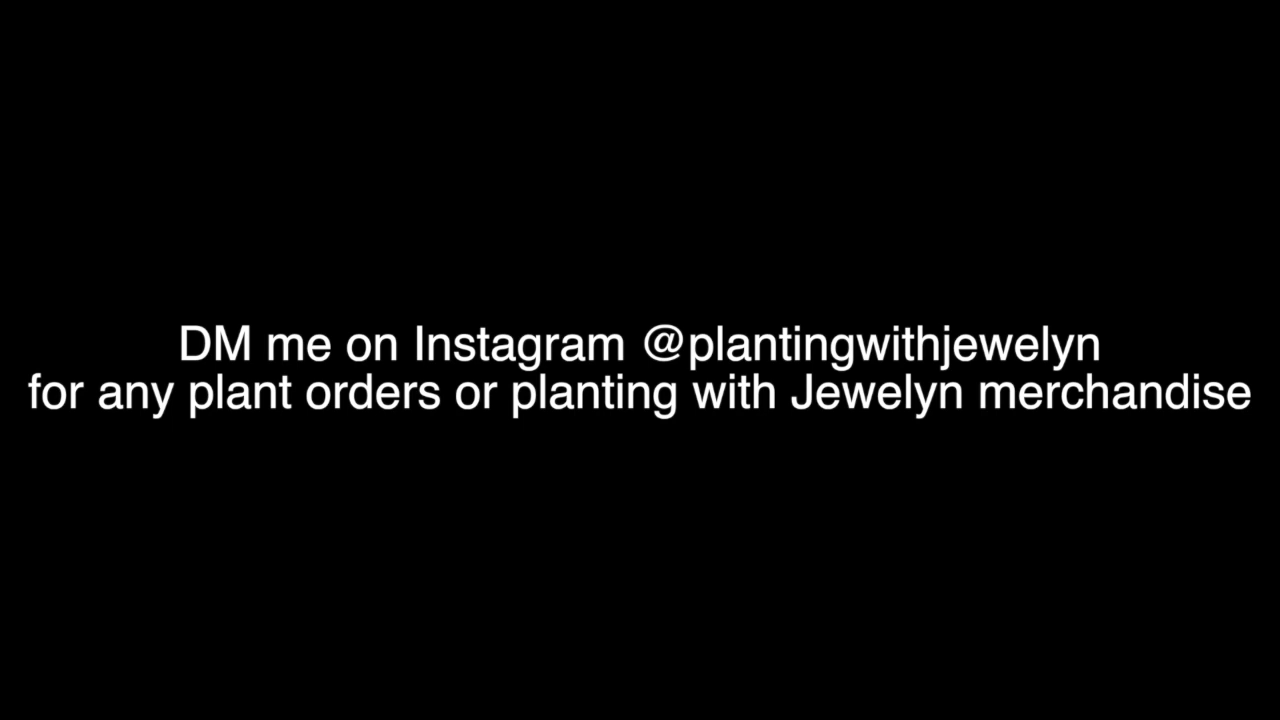 DM me on Instagram @plantingwithjewelyn
for any plant orders or planting with Jewelyn merchandise